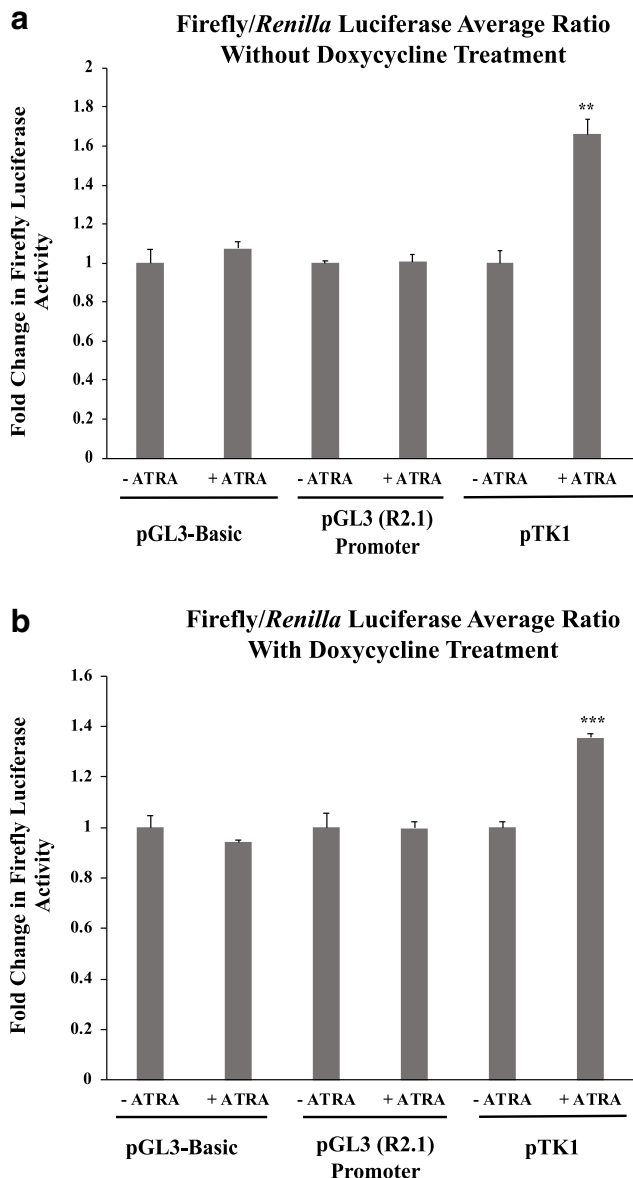 a
Firefly/Renilla Luciferase Average Ratio
Without Doxycycline Treatment
Fold Change in Firefly Luciferase
Activity
2
1.8
1.6
1.4
1.2
1
0.8
0.6
0.4
0.2
0
**
- ATRA + ATRA - ATRA + ATRA - ATRA + ATRA
pGL3-Basic
pGL3 (R2.1)
Promoter
pTK1
b
Firefly/Renilla Luciferase Average Ratio
With Doxycycline Treatment
Fold Change in Firefly Luciferase
Activity
1.6
1.4
1.2
1
0.8
0.6
0.4
0.2
0
***
- ATRA + ATRA - ATRA + ATRA - ATRA + ATRA
pGL3-Basic
pGL3 (R2.1)
Promoter
pTK1